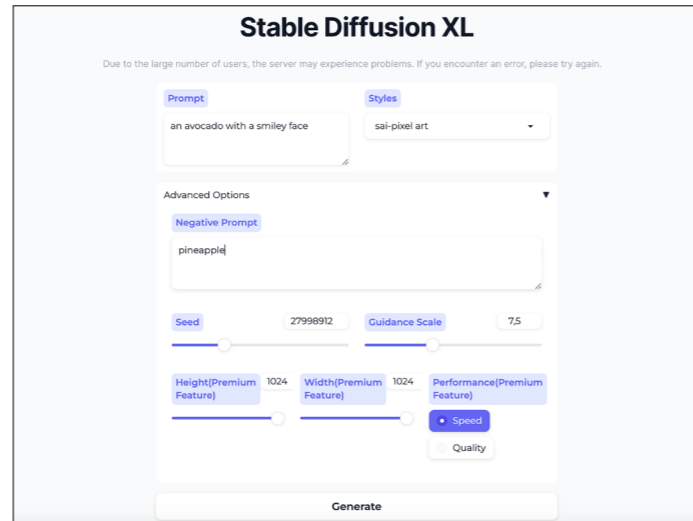 Stable Diffusion XL
Due to the large number of users, the server may experience problems. If you encounter an error, please try again.
Prompt
Styles
an avocado with a smiley face
sai-pixel art
Advanced Options
Negative Prompt
pineapple
Seed
27998912
Guidance Scale
7,5
Height(Premium
Feature)
1024
Width(Premium
Feature)
1024
Performance(Premium
Feature)
Speed
Quality
Generate